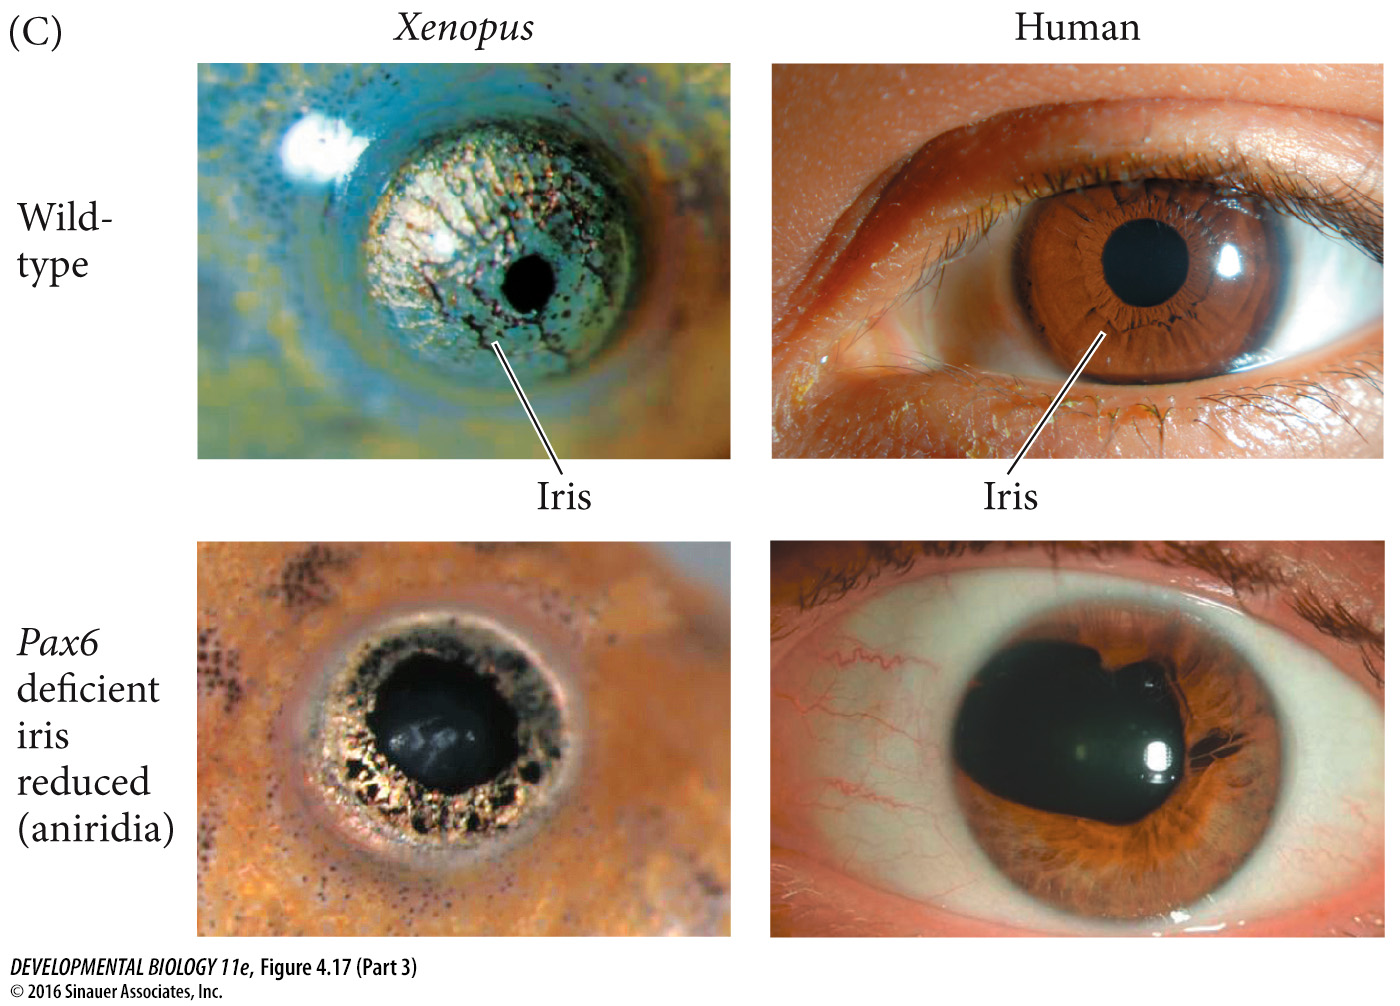 (C)
Xenopus
Human
Wild-
type
Iris
Iris
Pax6
deficient
iris
reduced
(aniridia)
DEVELOPMENTAL BIOLOGY 11e, Figure 4.17 (Part 3)
© 2016 Sinauer Associates, Inc.